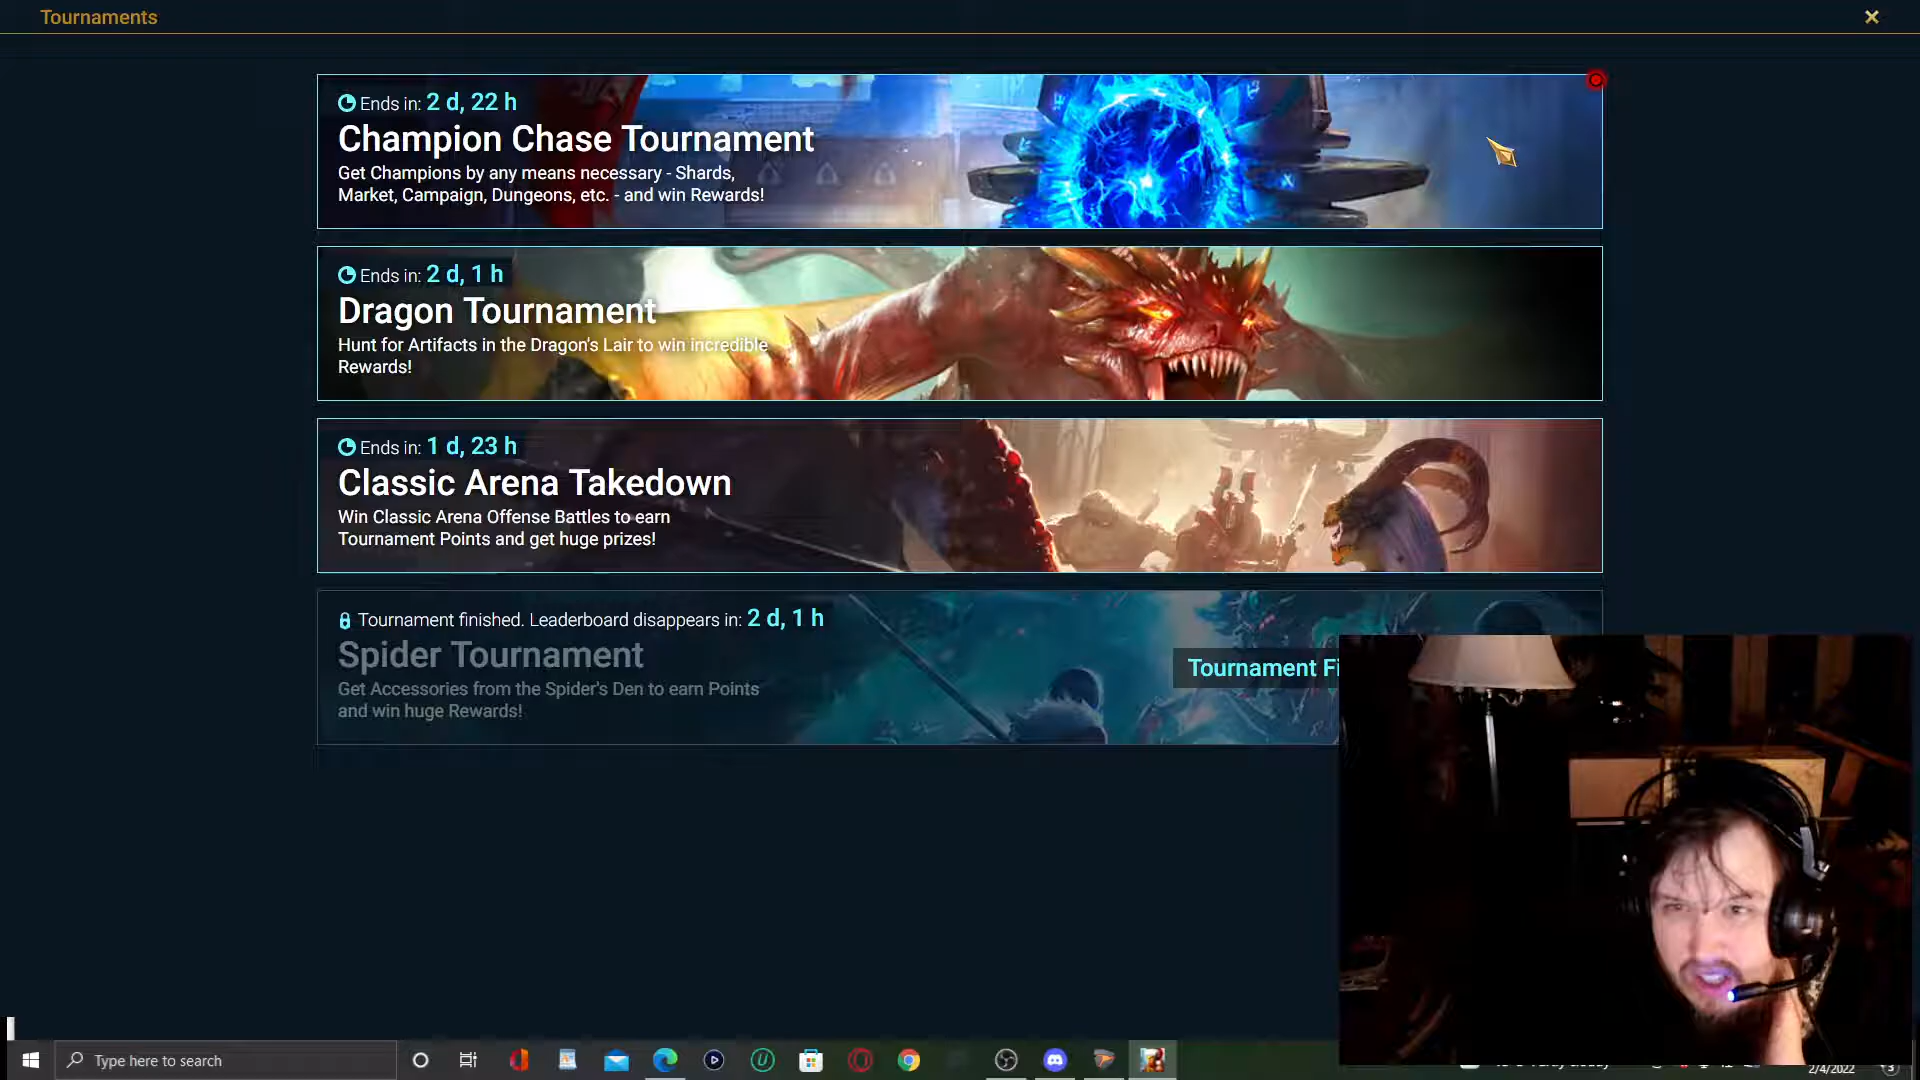 Tournaments
Ends in: 2 d, 22 h
Champion Chase Tournament
Get Champions by any means necessary - Shards,
Market, Campaign, Dungeons, etc. - and win Rewards!
Ends in: 2 d, 1 h
Dragon Tournament
Hunt for Artifacts in the Dragon's Lair to win incredible
Rewards!
Ends in: 1 d, 23 h
Classic Arena Takedown
Win Classic Arena Offense Battles to earn
Tournament Points and get huge prizes!
Tournament finished. Leaderboard disappears in: 2 d, 1 h
Spider Tournament
Get Accessories from the Spider's Den to earn Points
and win huge Rewards!
Tournament Fi
Type here to search
2/4/2022